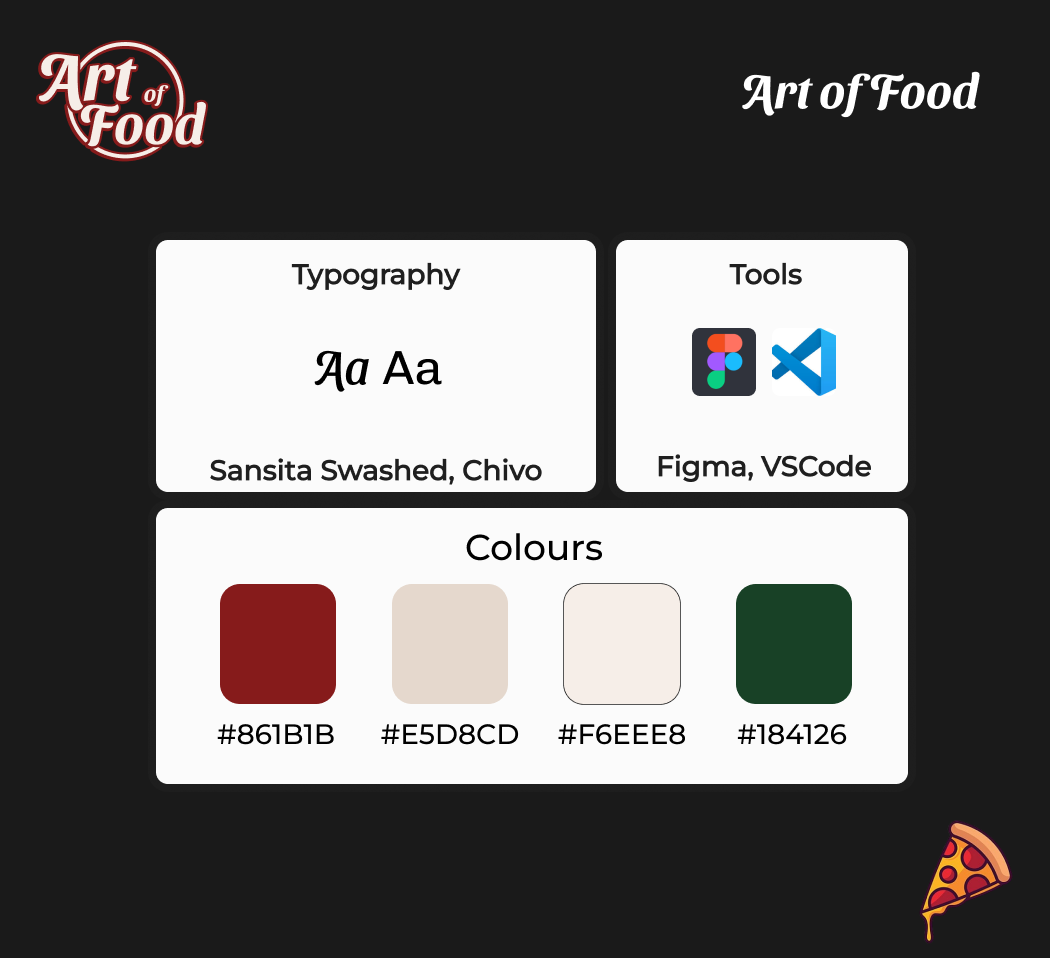 Art of
Food
Art of Food
Typography
Aa Aa
Sansita Swashed, Chivo
Tools
Figma, VSCode
Colours
#861B1B #E5D8CD #F6EEE8 #184126